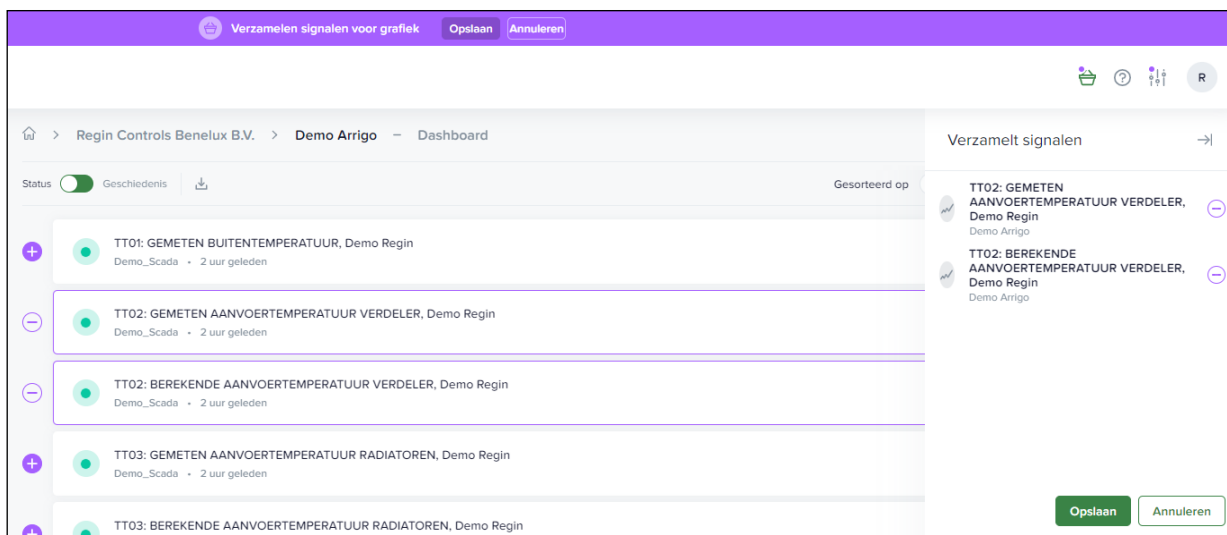 Verzamelen signalen voor grafiek Opslaan Annuleren
R
Regin Controls Benelux B.V. > Demo Arrigo – Dashboard
Status Geschiedenis Gesorteerd op
TT01: GEMETEN BUITENTEMPERATUUR, Demo Regin
Demo_Scada • 2 uur geleden
TT02: GEMETEN AANVOERTEMPERATUUR VERDELER, Demo Regin
Demo_Scada • 2 uur geleden
TT02: BEREKENDE AANVOERTEMPERATUUR VERDELER, Demo Regin
Demo_Scada • 2 uur geleden
TT03: GEMETEN AANVOERTEMPERATUUR RADIATOREN, Demo Regin
Demo_Scada • 2 uur geleden
TT03: BEREKENDE AANVOERTEMPERATUUR RADIATOREN, Demo Regin
Verzamelt signalen
TT02: GEMETEN
AANVOERTEMPERATUUR VERDELER,
Demo Regin
Demo Arrigo
TT02: BEREKENDE
AANVOERTEMPERATUUR VERDELER,
Demo Regin
Demo Arrigo
Opslaan Annuleren